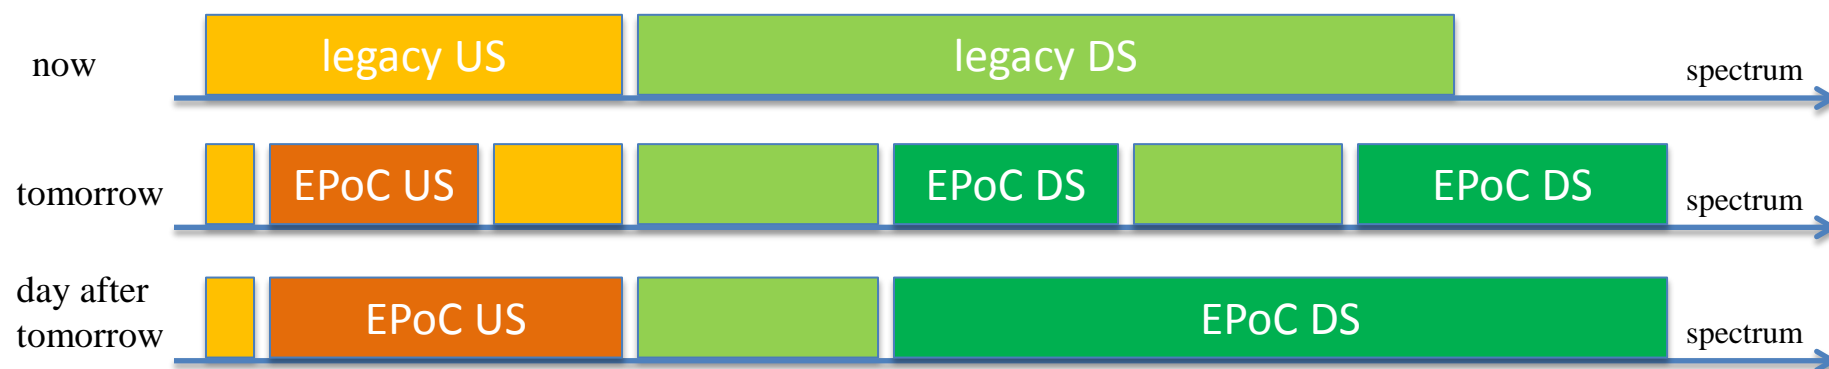 now
legacy US
legacy DS
spectrum
tomorrow
EPoC US
EPoC DS
EPoC DS
spectrum
day after
tomorrow
EPoC US
EPoC DS
spectrum